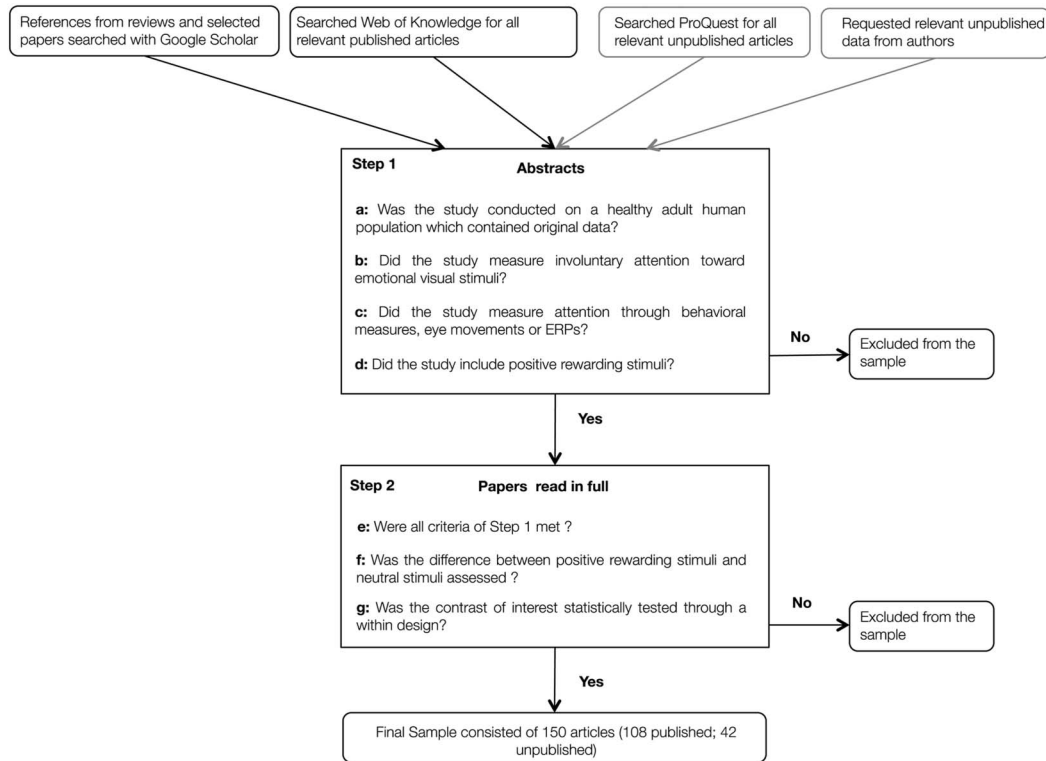 References from reviews and selected
papers searched with Google Scholar
Searched Web of Knowledge for all
relevant published articles
Searched ProQuest for all
relevant unpublished articles
Requested relevant unpublished
data from authors
Step 1
Abstracts
a: Was the study conducted on a healthy adult human
population which contained original data?
b: Did the study measure involuntary attention toward
emotional visual stimuli?
c: Did the study measure attention through behavioral
measures, eye movements or ERPs?
d: Did the study include positive rewarding stimuli?
No
Excluded from the
sample
Yes
Step 2
Papers read in full
e: Were all criteria of Step 1 met ?
f: Was the difference between positive rewarding stimuli and
neutral stimuli assessed ?
g: Was the contrast of interest statistically tested through a
within design?
No
Excluded from the
sample
Yes
Final Sample consisted of 150 articles (108 published; 42
unpublished)